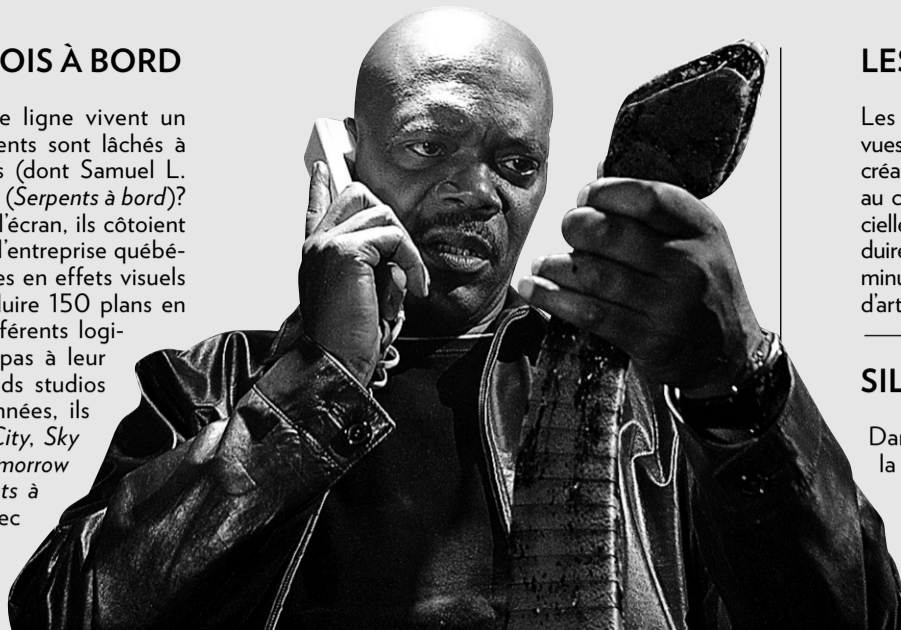 OIS À BORD
e ligne vivent un
ents sont lâchés à
s (dont Samuel L.
(Serpents à bord)?
l'écran, ils côtoient
l'entreprise québé-
es en effets visuels
duire 150 plans en
férents logi-
pas à leur
ds studios
nnées, ils
City, Sky
morrow
ts à
ec
LES
Les
vues
créa
au c
cielle
duire
minu
d'art
SIL
Dar
la